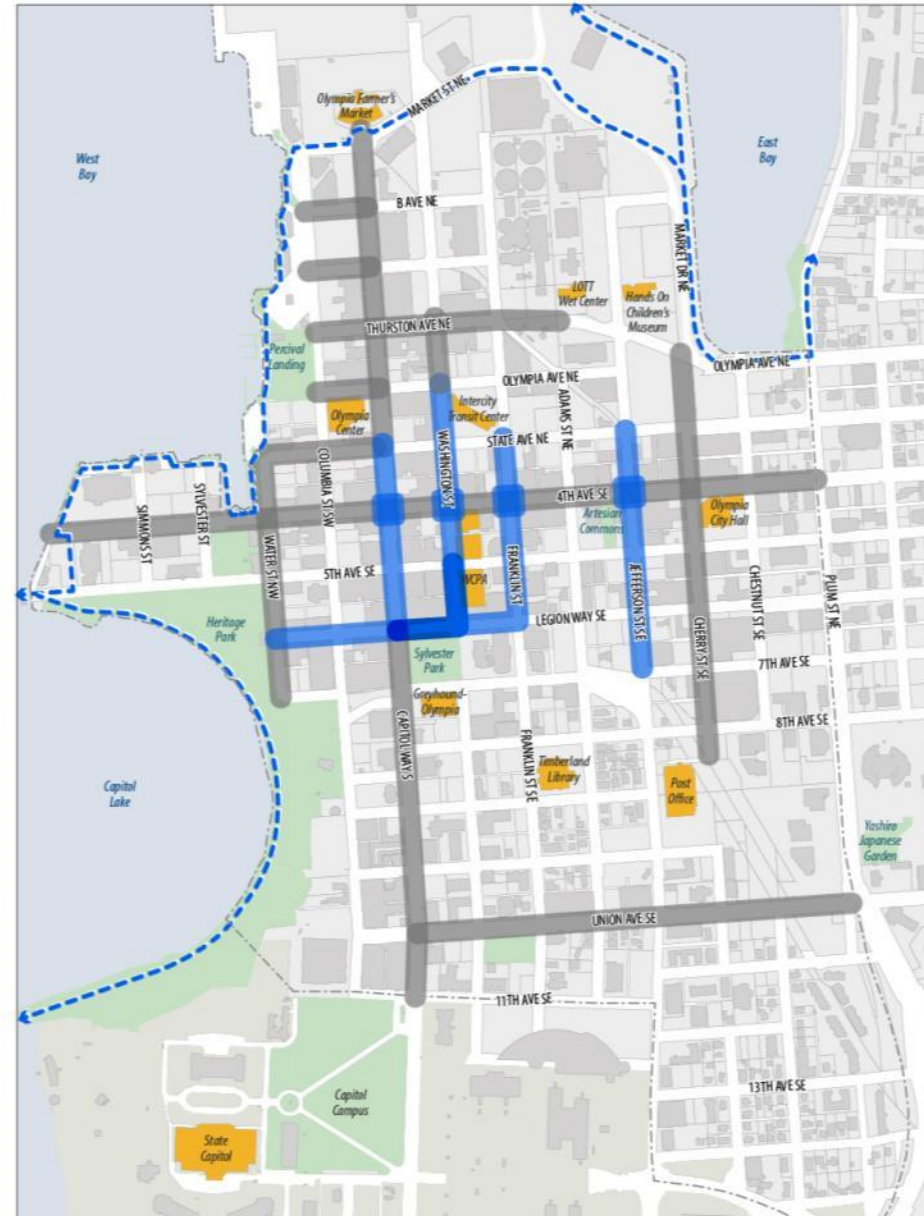 Olympia Farmer's
Market
MARKET ST NE
West
Bay
East
Bay
B AVE NE
MARKET DR NE
LOTT
Wet Center
Hands On
Children's
Museum
THURSTON AVE NE
Percival
Landing
OLYMPIA AVE NE
OLYMPIA AVE NE
Intercity
Transit Center
Olympia
Center
ADAMS ST NE
STATE AVE NE
WASHINGTON ST
COLUMBIA ST SW
SYLVESTER ST
SIMMONS ST
4TH AVE SE
Artesian
Commons
Olympia
City Hall
WATER ST NW
5TH AVE SE
WCPA
FRANKLIN ST
JEFFERSON ST SE
CHERRY ST SE
CHESTNUT ST SE
PLUM ST NE
LEGION WAY SE
Heritage
Park
Sylvester
Park
7TH AVE SE
Greyhound-
Olympia
CAPITOL WAY S
FRANKLIN ST SE
8TH AVE SE
Timberland
Library
Post
Office
Capitol
Lake
Yashiro
Japanese
Garden
UNION AVE SE
11TH AVE SE
13TH AVE SE
Capitol
Campus
State
Capitol